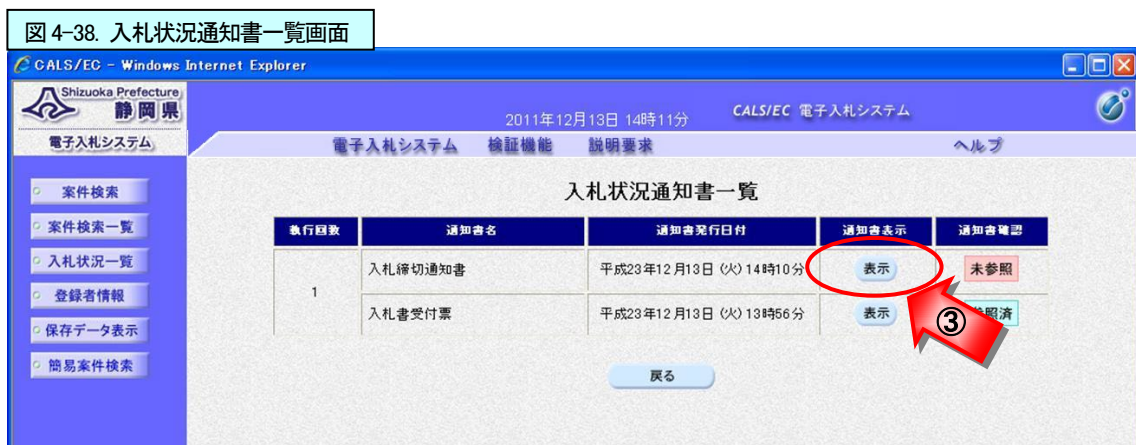 図 4-38. 入札状況通知書一覧画面
CALS/EC - Windows Internet Explorer
Shizuoka Prefecture
静岡県
2011年12月13日 14時11分
CALS/EC 電子入札システム
電子入札システム
電子入札システム 検証機能 説明要求 ヘルプ
案件検索
案件検索一覧
入札状況一覧
登録者情報
保存データ表示
簡易案件検索
入札状況通知書一覧
執行回数 通知書名 通知書発行日付 通知書表示 通知書確認
1
入札締切通知書 平成23年12月13日 (火) 14時10分 表示 未参照
入札書受付票 平成23年12月13日 (火) 13時56分 表示 照済
③
戻る